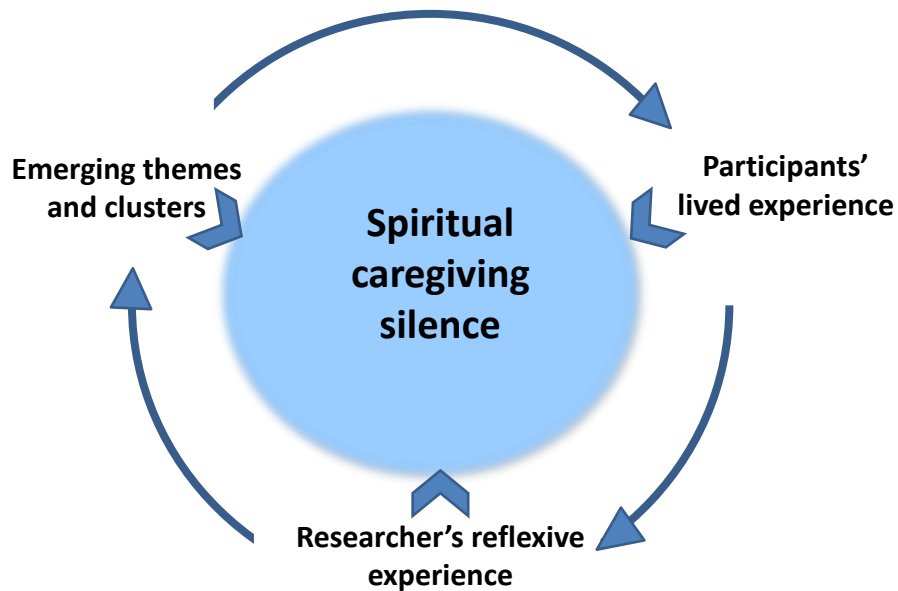 Emerging themes
and clusters
Participants’
lived experience
Spiritual
caregiving
silence
Researcher’s reflexive
experience